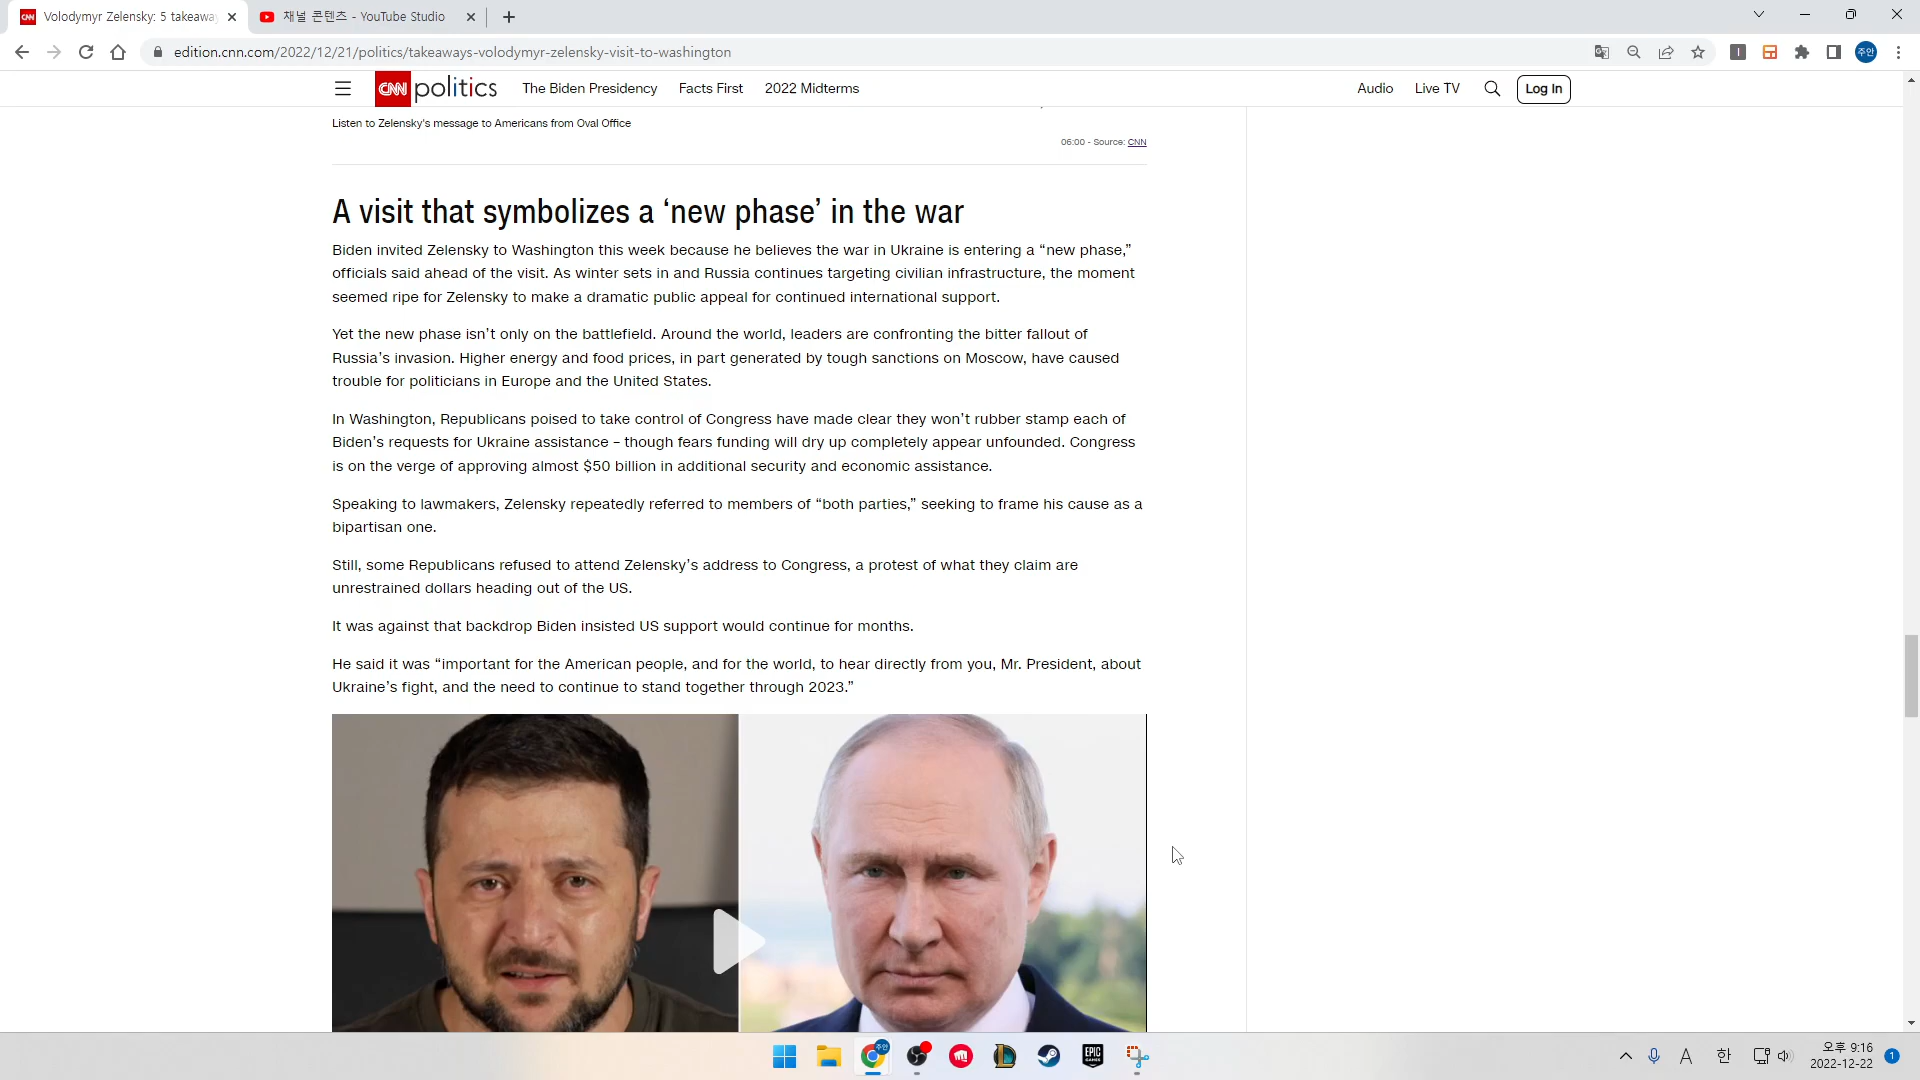 Volodymyr Zelensky: 5 takeaway
채널 콘텐츠 - YouTube Studio
edition.cnn.com/2022/12/21/politics/takeaways-volodymyr-zelensky-visit-to-washington
주안
CNN politics
The Biden Presidency
Facts First
2022 Midterms
Audio
Live TV
Log In
Listen to Zelensky's message to Americans from Oval Office
06:00 - Source: CNN
A visit that symbolizes a ‘new phase’ in the war
Biden invited Zelensky to Washington this week because he believes the war in Ukraine is entering a “new phase,”
officials said ahead of the visit. As winter sets in and Russia continues targeting civilian infrastructure, the moment
seemed ripe for Zelensky to make a dramatic public appeal for continued international support.
Yet the new phase isn’t only on the battlefield. Around the world, leaders are confronting the bitter fallout of
Russia’s invasion. Higher energy and food prices, in part generated by tough sanctions on Moscow, have caused
trouble for politicians in Europe and the United States.
In Washington, Republicans poised to take control of Congress have made clear they won’t rubber stamp each of
Biden’s requests for Ukraine assistance – though fears funding will dry up completely appear unfounded. Congress
is on the verge of approving almost $50 billion in additional security and economic assistance.
Speaking to lawmakers, Zelensky repeatedly referred to members of “both parties,” seeking to frame his cause as a
bipartisan one.
Still, some Republicans refused to attend Zelensky’s address to Congress, a protest of what they claim are
unrestrained dollars heading out of the US.
It was against that backdrop Biden insisted US support would continue for months.
He said it was “important for the American people, and for the world, to hear directly from you, Mr. President, about
Ukraine’s fight, and the need to continue to stand together through 2023.”
주안
EPIC GAMES
A
한
오후 9:16
2022-12-22
1